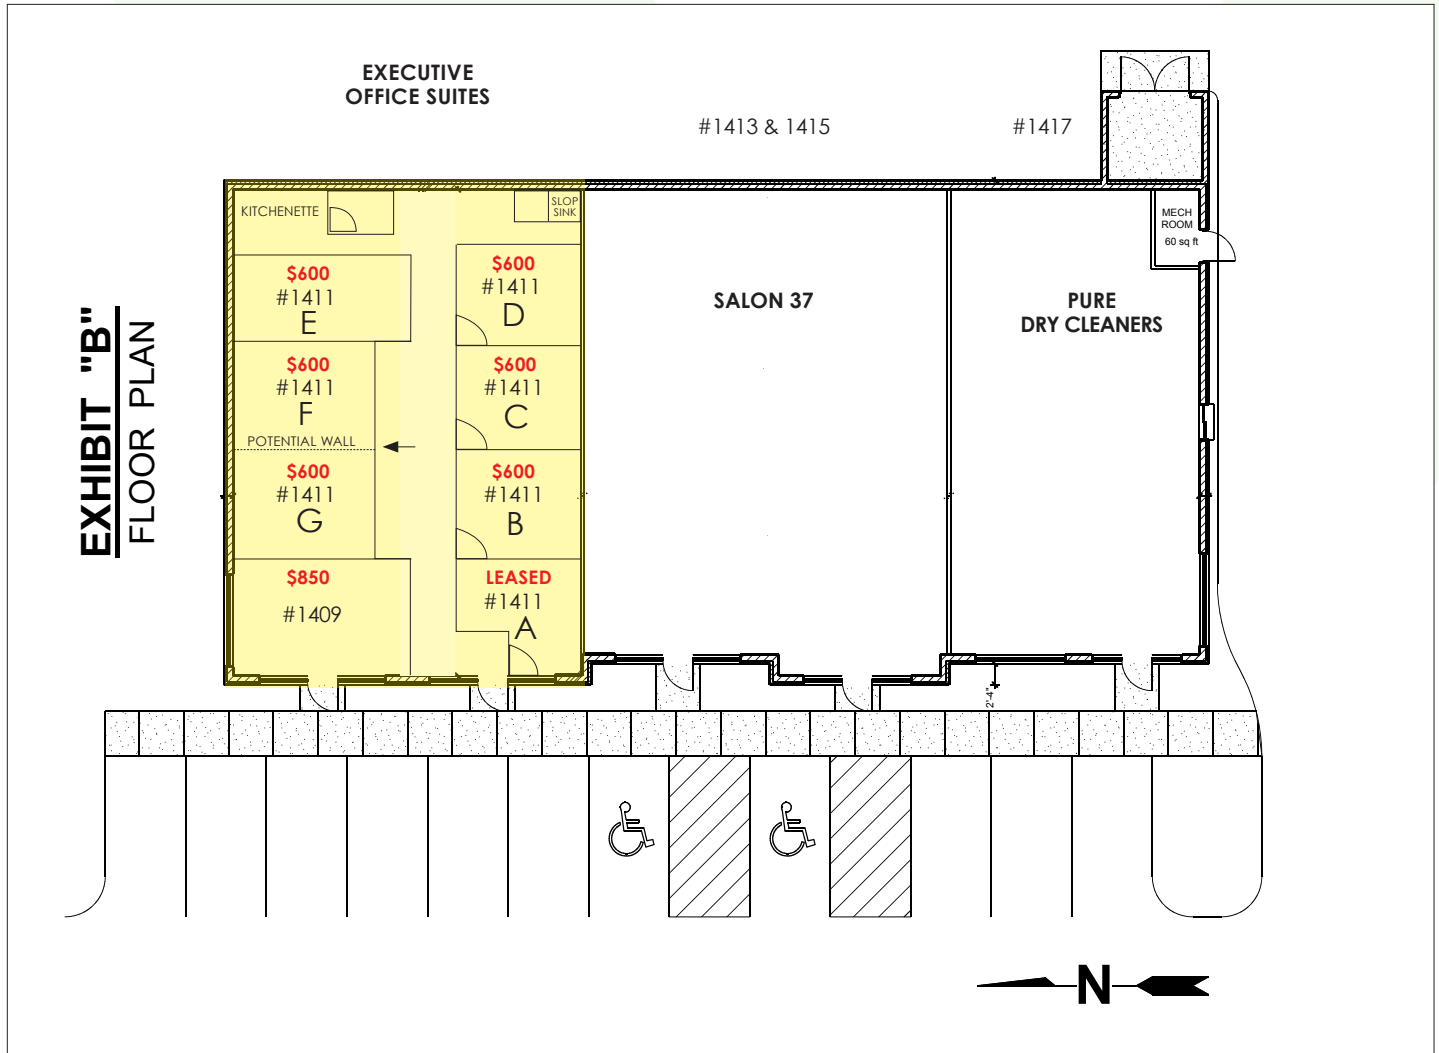 EXHIBIT "B"
FLOOR PLAN
EXECUTIVE
OFFICE SUITES
#1413 & 1415
#1417
KITCHENETTE
SLOP
SINK
MECH
ROOM
60 sq ft
$600
#1411
E
$600
#1411
D
SALON 37
PURE
DRY CLEANERS
$600
#1411
F
$600
#1411
C
POTENTIAL WALL
$600
#1411
G
$600
#1411
B
$850
#1409
LEASED
#1411
A
2'-4"
N